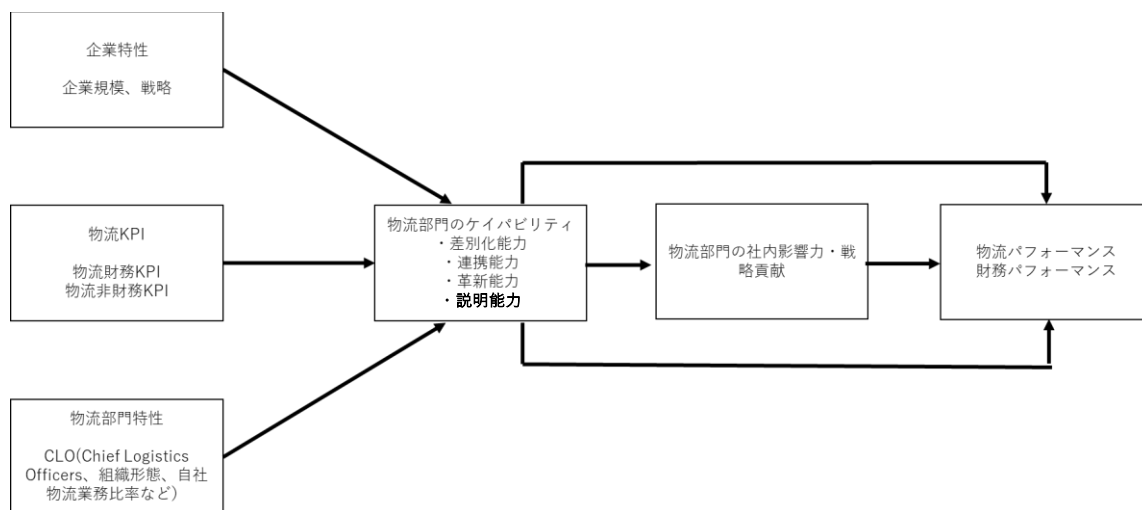 企業特性
企業規模、戦略
物流KPI
物流財務KPI
物流非財務KPI
物流部門特性
CLO(Chief Logistics
Officers、組織形態、自社
物流業務比率など)
物流部門のケイパビリティ
・差別化能力
・連携能力
・革新能力
・説明能力
物流部門の社内影響力・戦
略貢献
物流パフォーマンス
財務パフォーマンス